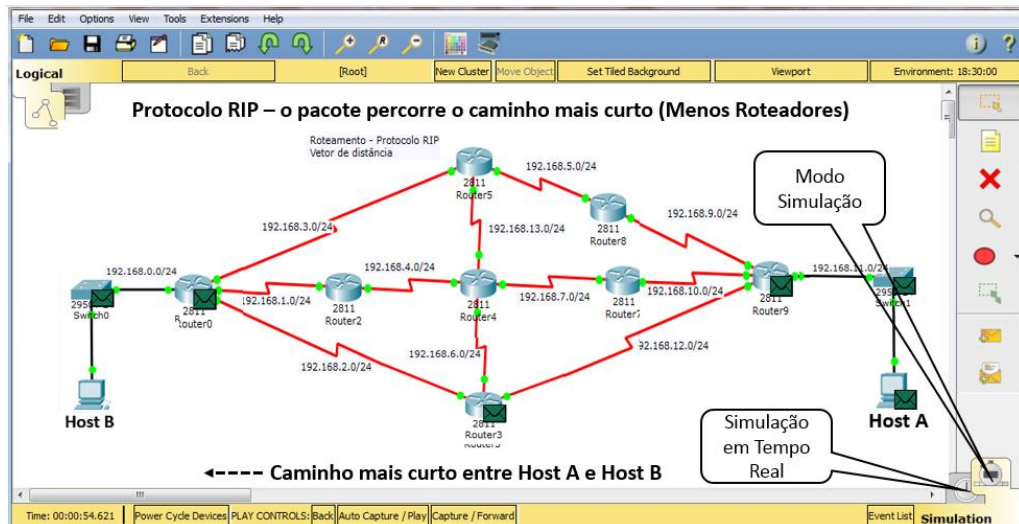 File Edit Options View Tools Extensions Help
Logical Back [Root] New Cluster Move Object Set Tiled Background Viewport Environment: 18:30:00
Protocolo RIP – o pacote percorre o caminho mais curto (Menos Roteadores)
Roteamento - Protocolo RIP
Vetor de distância
2811
Router5
192.168.5.0/24
Modo
Simulação
192.168.3.0/24
2811
Router8
192.168.9.0/24
192.168.13.0/24
192.168.0.0/24
192.168.4.0/24
192.168.11.0/24
Switch0
2811
192.168.1.0/24
2811
Router2
2811
Router4
192.168.7.0/24
2811
192.168.10.0/24
2811
Router9
Switch1
192.168.6.0/24
192.168.2.0/24
Host B
2811
Router3
Host A
Simulação
em Tempo
Real
Caminho mais curto entre Host A e Host B
Time: 00:00:54.621 Power Cycle Devices PLAY CONTROLS: Back Auto Capture / Play Capture / Forward Event List Simulation